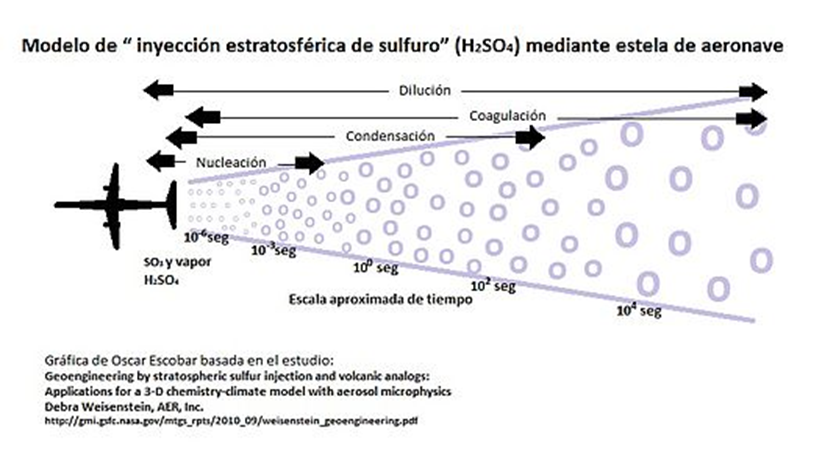 Modelo de “ inyección estratosférica de sulfuro” (H₂SO₄) mediante estela de aeronave
Dilución
Coagulación
Condensación
Nucleación
10⁻⁶seg
10⁻³seg
10⁰ seg
10² seg
10⁴ seg
SO₃ y vapor
H₂SO₄
Escala aproximada de tiempo
Gráfica de Oscar Escobar basada en el estudio:
Geoengineering by stratospheric sulfur injection and volcanic analogs:
Applications for a 3-D chemistry-climate model with aerosol microphysics
Debra Weisenstein, AER, Inc.
http://gmi.gsfc.nasa.gov/mtgs_rpts/2010_09/weisenstein_geoengineering.pdf